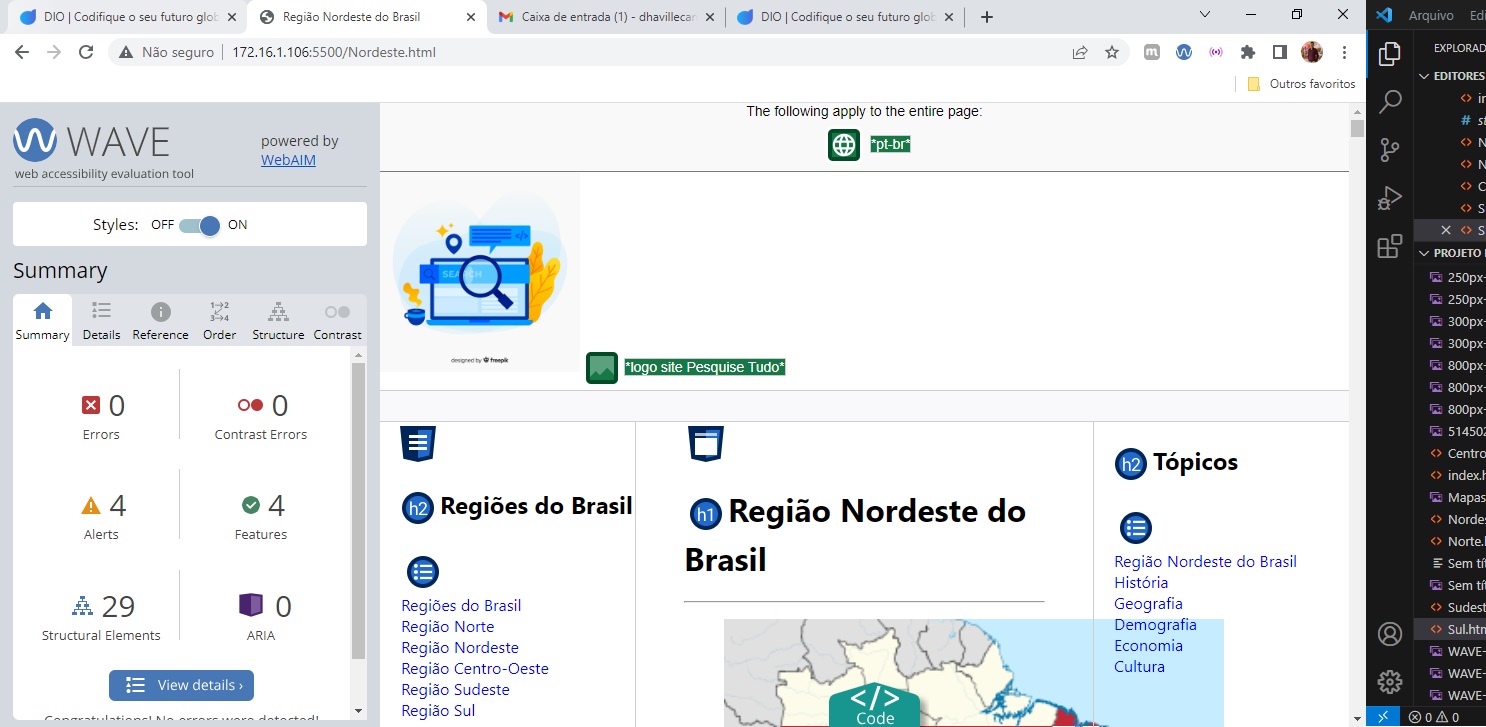 DIO | Codifique o seu futuro glob
Região Nordeste do Brasil
Caixa de entrada (1) - dhavillecan
DIO | Codifique o seu futuro glob
Não seguro
172.16.1.106:5500/Nordeste.html
Outros favoritos
WAVE
web accessibility evaluation tool
powered by
WebAIM
Styles: OFF ON
Summary
Summary Details Reference Order Structure Contrast
0
Errors
0
Contrast Errors
4
Alerts
4
Features
29
Structural Elements
0
ARIA
View details ›
Congratulations! No errors were detected!
The following apply to the entire page:
*pt-br*
SEARCH
designed by freepik
*logo site Pesquise Tudo*
h2 Regiões do Brasil
Regiões do Brasil
Região Norte
Região Nordeste
Região Centro-Oeste
Região Sudeste
Região Sul
h1 Região Nordeste do
Brasil
</>
Code
h2 Tópicos
Região Nordeste do Brasil
História
Geografia
Demografia
Economia
Cultura
Arquivo Edi
EXPLORAD
EDITORES
in
# st
N
N
C
S
S
PROJETO
250px-
250px-
300px-
300px-
800px-
800px-
800px-
514502
Centro
index.h
Mapas
Nordes
Norte.h
Sem tí
Sem tí
Sudest
Sul.htm
WAVE-
WAVE-
WAVE-
0 0